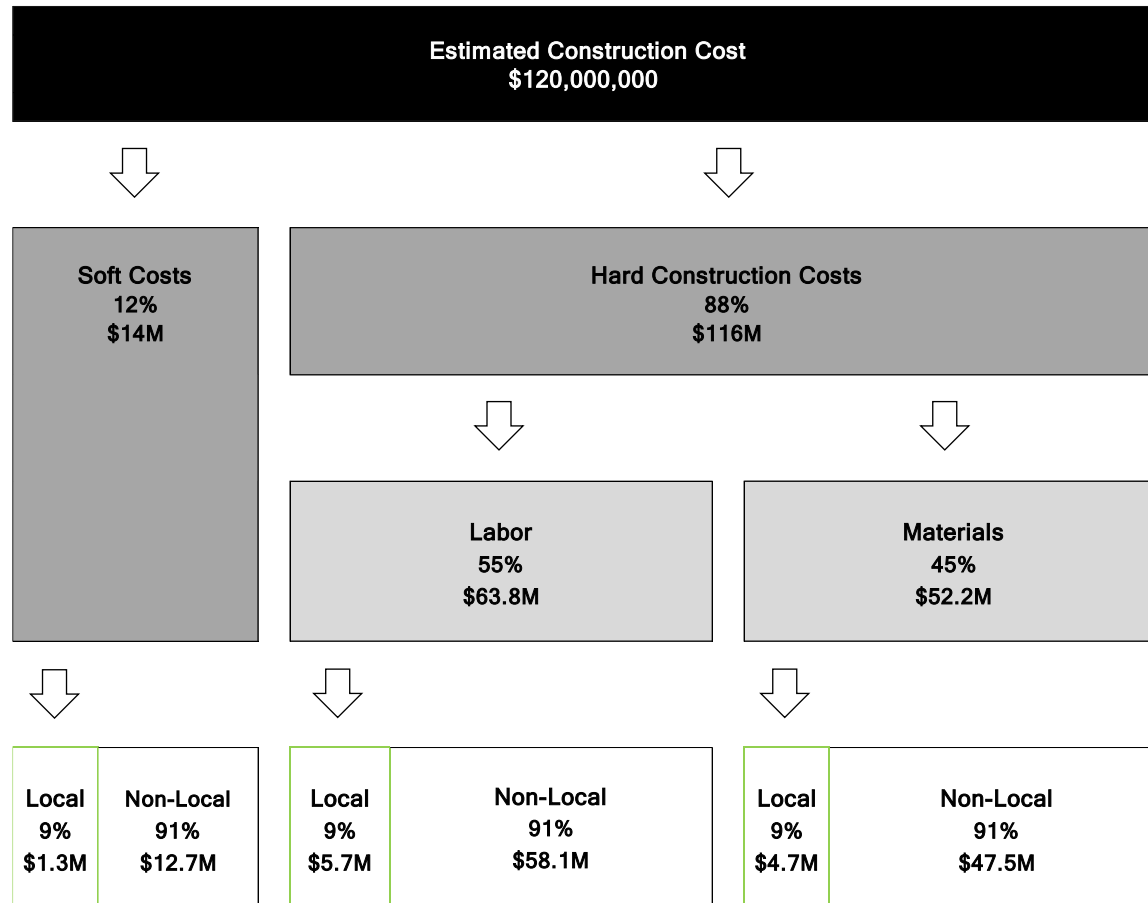 Estimated Construction Cost
$120,000,000
Soft Costs
12%
$14M
Hard Construction Costs
88%
$116M
Labor
55%
$63.8M
Materials
45%
$52.2M
Local
9%
$1.3M
Non-Local
91%
$12.7M
Local
9%
$5.7M
Non-Local
91%
$58.1M
Local
9%
$4.7M
Non-Local
91%
$47.5M